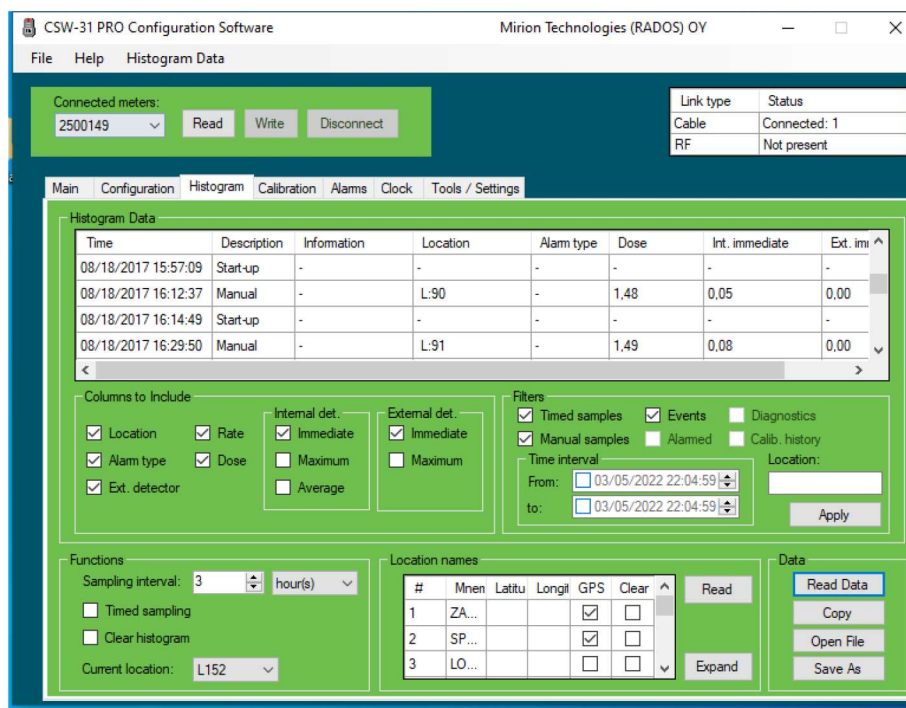 CSW-31 PRO Configuration Software Mirion Technologies (RADOS) OY
File Help Histogram Data
Connected meters:
2500149 Read Write Disconnect
Link type Status
Cable Connected: 1
RF Not present
Main Configuration Histogram Calibration Alarms Clock Tools / Settings
Histogram Data
Time Description Information Location Alarm type Dose Int. immediate Ext. imm
08/18/2017 15:57:09 Start-up - - - - - -
08/18/2017 16:12:37 Manual - L:90 - 1,48 0,05 0,00
08/18/2017 16:14:49 Start-up - - - - - -
08/18/2017 16:29:50 Manual - L:91 - 1,49 0,08 0,00
Columns to Include
Location Rate
Alarm type Dose
Ext. detector
Internal det.
Immediate
Maximum
Average
External det.
Immediate
Maximum
Filters
Timed samples Events Diagnostics
Manual samples Alarmed Calib. history
Time interval
From: 03/05/2022 22:04:59
to: 03/05/2022 22:04:59
Location:
Apply
Functions
Sampling interval: 3 hour(s)
Timed sampling
Clear histogram
Current location: L152
Location names
# Mnem Latitu Longit GPS Clear
1 ZA...
2 SP...
3 LO...
Read
Expand
Data
Read Data
Copy
Open File
Save As